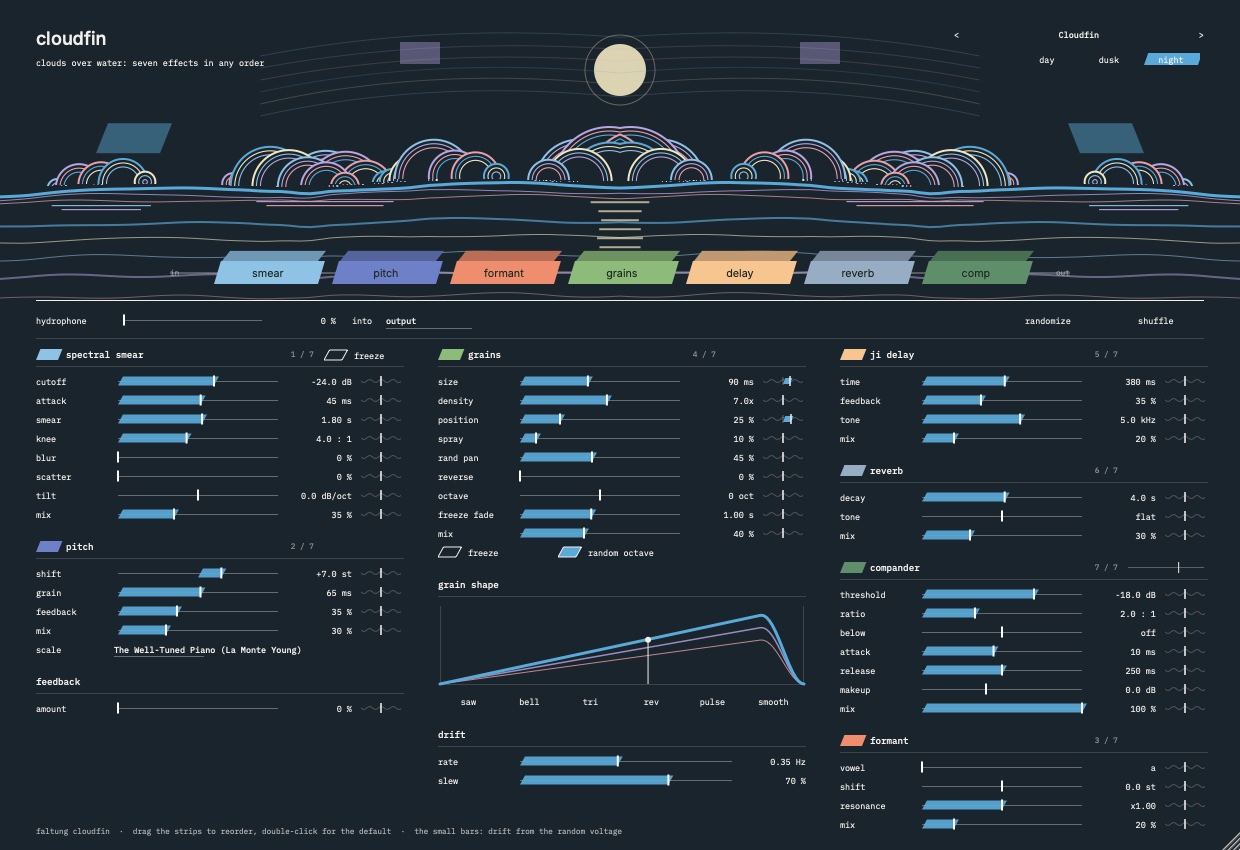 cloudfin
clouds over water: seven effects in any order
< Cloudfin >
day dusk night
in smear pitch formant grains delay reverb comp out
hydrophone 0 % into output randomize shuffle
spectral smear 1 / 7 freeze
cutoff -24.0 dB
attack 45 ms
smear 1.80 s
knee 4.0 : 1
blur 0 %
scatter 0 %
tilt 0.0 dB/oct
mix 35 %
pitch 2 / 7
shift +7.0 st
grain 65 ms
feedback 35 %
mix 30 %
scale The Well-Tuned Piano (La Monte Young)
feedback
amount 0 %
grains 4 / 7
size 90 ms
density 7.0x
position 25 %
spray 10 %
rand pan 45 %
reverse 0 %
octave 0 oct
freeze fade 1.00 s
mix 40 %
freeze random octave
grain shape
saw bell tri rev pulse smooth
drift
rate 0.35 Hz
slew 70 %
ji delay 5 / 7
time 380 ms
feedback 35 %
tone 5.0 kHz
mix 20 %
reverb 6 / 7
decay 4.0 s
tone flat
mix 30 %
compander 7 / 7
threshold -18.0 dB
ratio 2.0 : 1
below off
attack 10 ms
release 250 ms
makeup 0.0 dB
mix 100 %
formant 3 / 7
vowel a
shift 0.0 st
resonance x1.00
mix 20 %
faltung cloudfin · drag the strips to reorder, double-click for the default · the small bars: drift from the random voltage